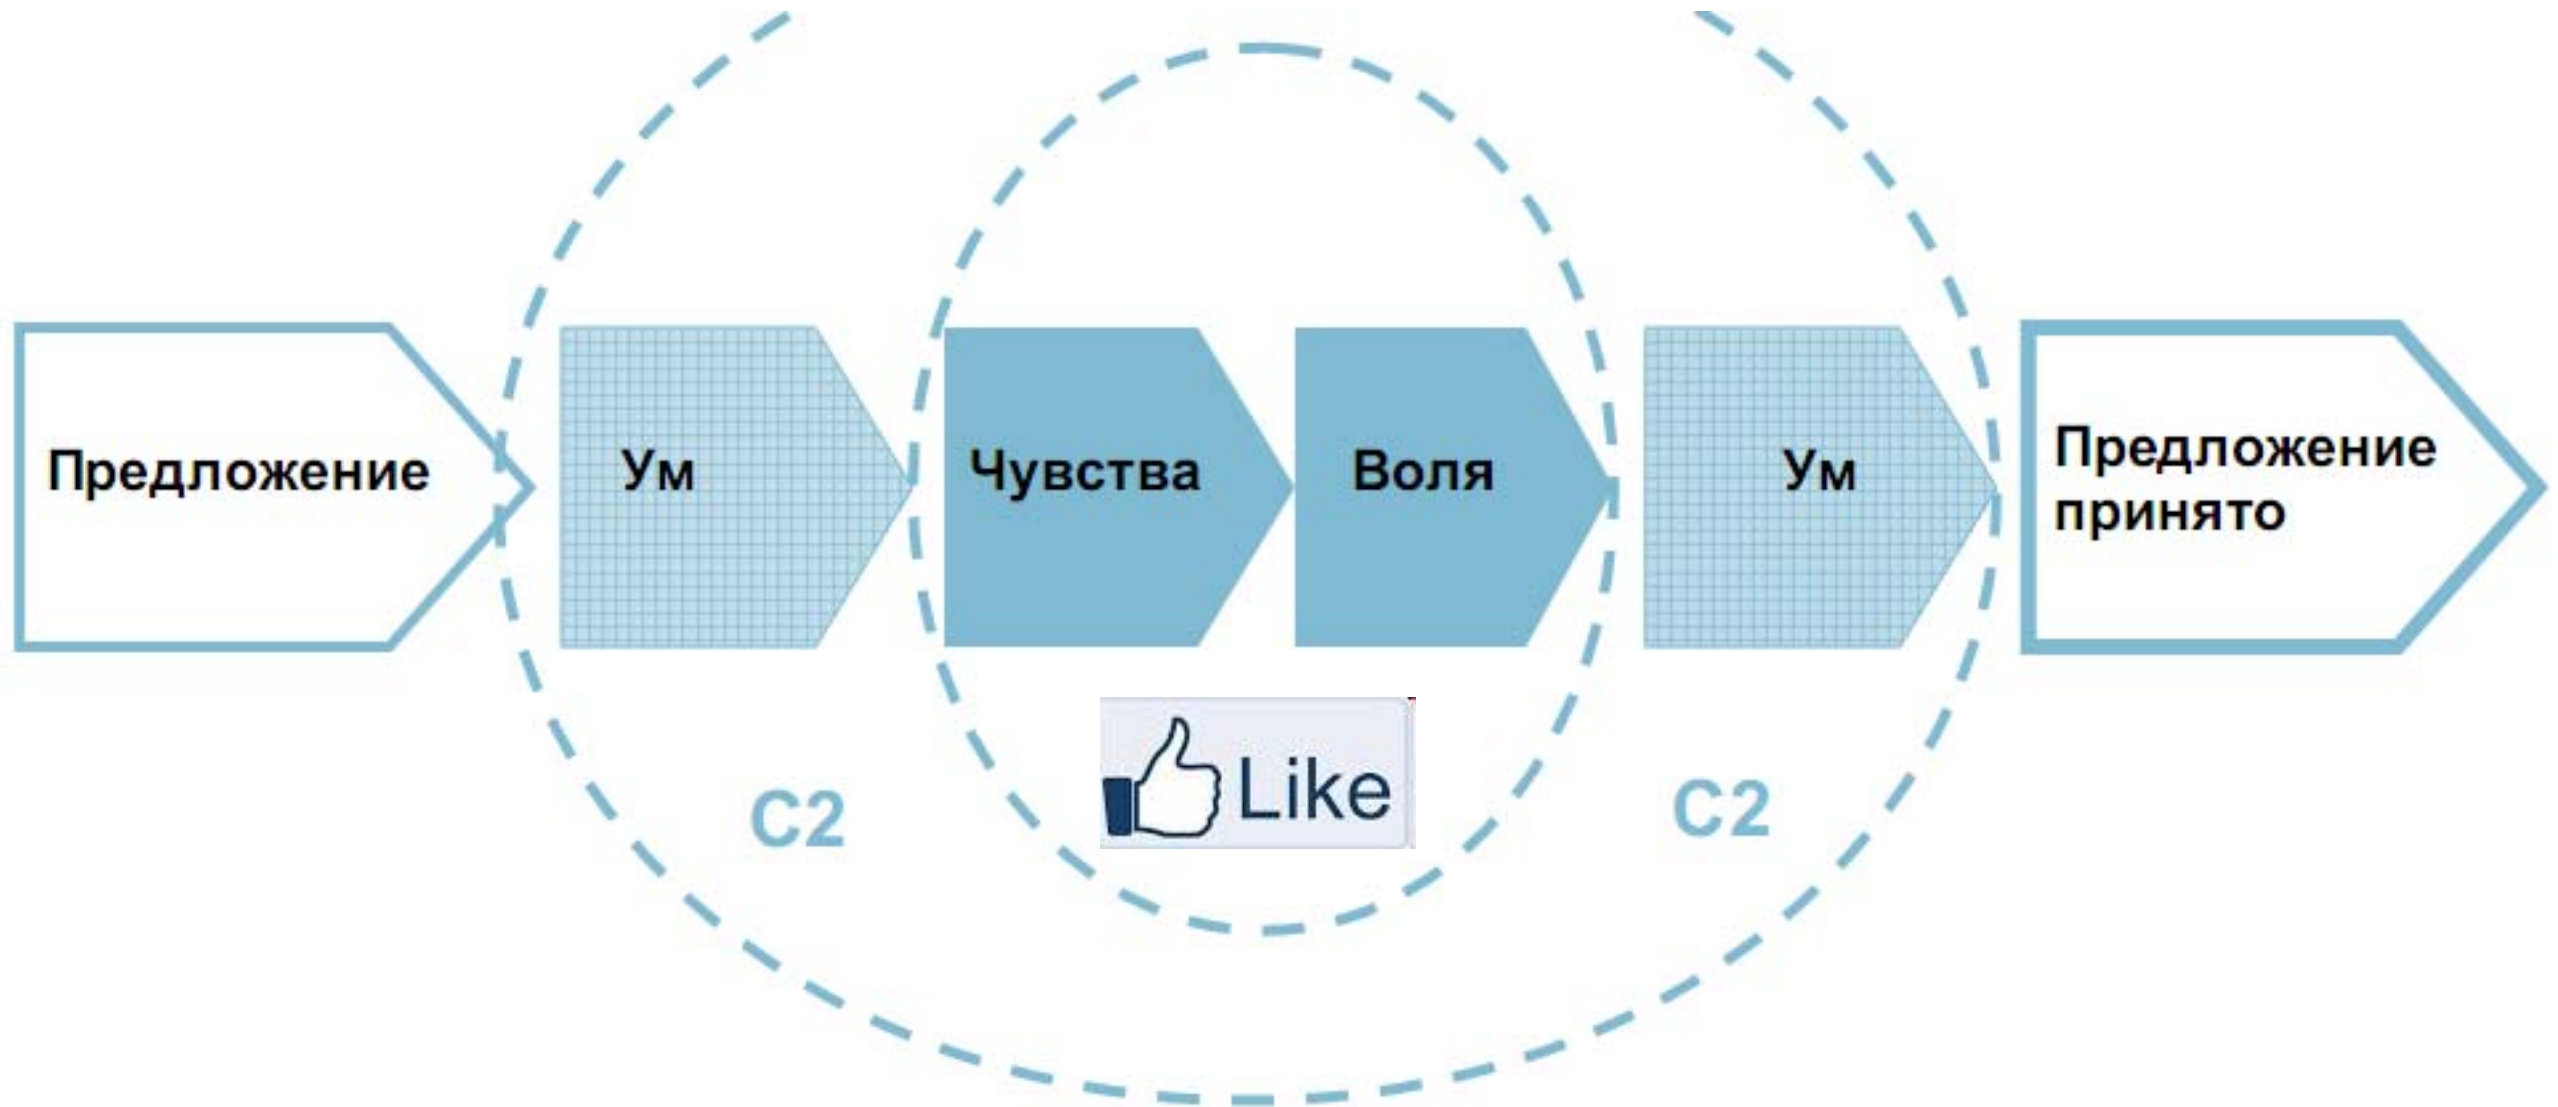 Предложение
Ум
Чувства
Воля
Ум
Предложение
принято
Like
C2
C2